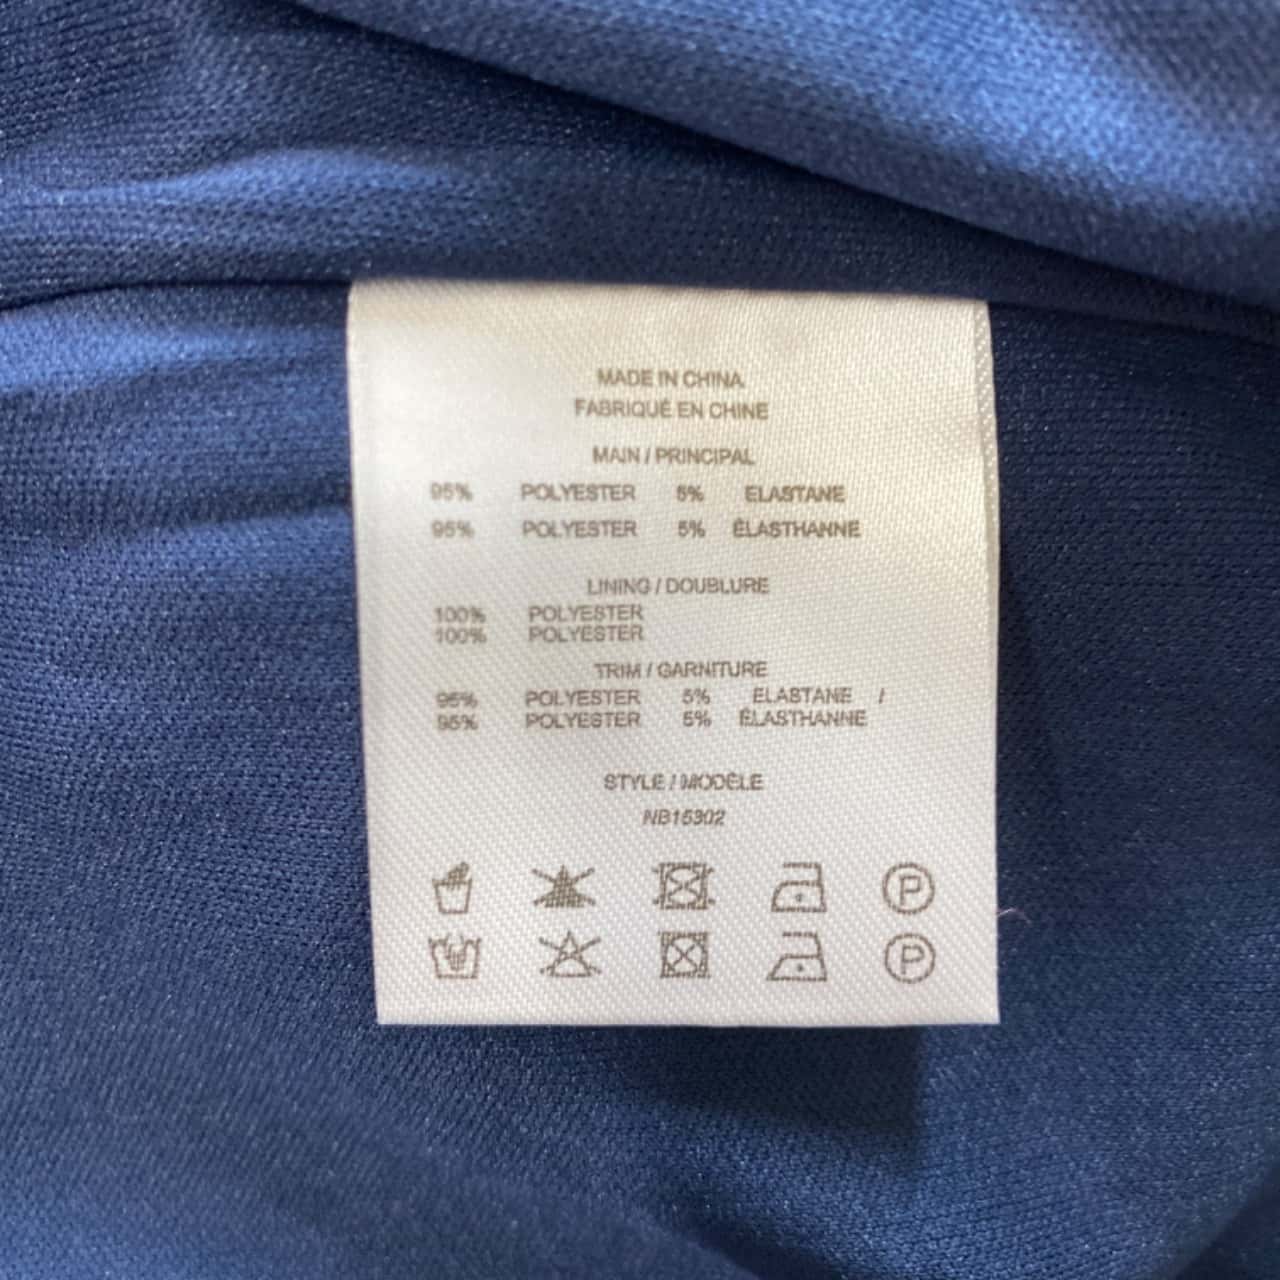 MADE IN CHINA
FABRIQUÉ EN CHINE
MAIN / PRINCIPAL
95% POLYESTER 5% ELASTANE
95% POLYESTER 5% ÉLASTHANNE
LINING / DOUBLURE
100% POLYESTER
100% POLYESTER
TRIM / GARNITURE
95% POLYESTER 5% ELASTANE /
95% POLYESTER 5% ÉLASTHANNE
STYLE / MODÈLE
NB15302
P
P